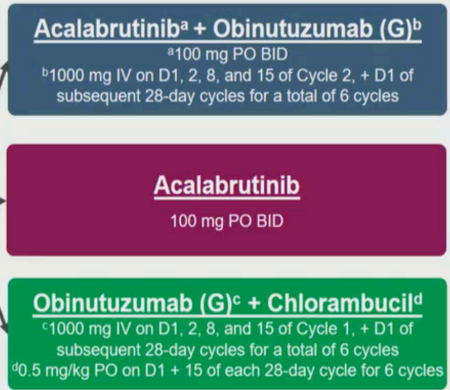 Acalabrutinibᵃ + Obinutuzumab (G)ᵇ
ᵃ100 mg PO BID
ᵇ1000 mg IV on D1, 2, 8, and 15 of Cycle 2, + D1 of
subsequent 28-day cycles for a total of 6 cycles
Acalabrutinib
100 mg PO BID
Obinutuzumab (G)ᶜ + Chlorambucilᵈ
ᶜ1000 mg IV on D1, 2, 8, and 15 of Cycle 1, + D1 of
subsequent 28-day cycles for a total of 6 cycles
ᵈ0.5 mg/kg PO on D1 + 15 of each 28-day cycle for 6 cycles